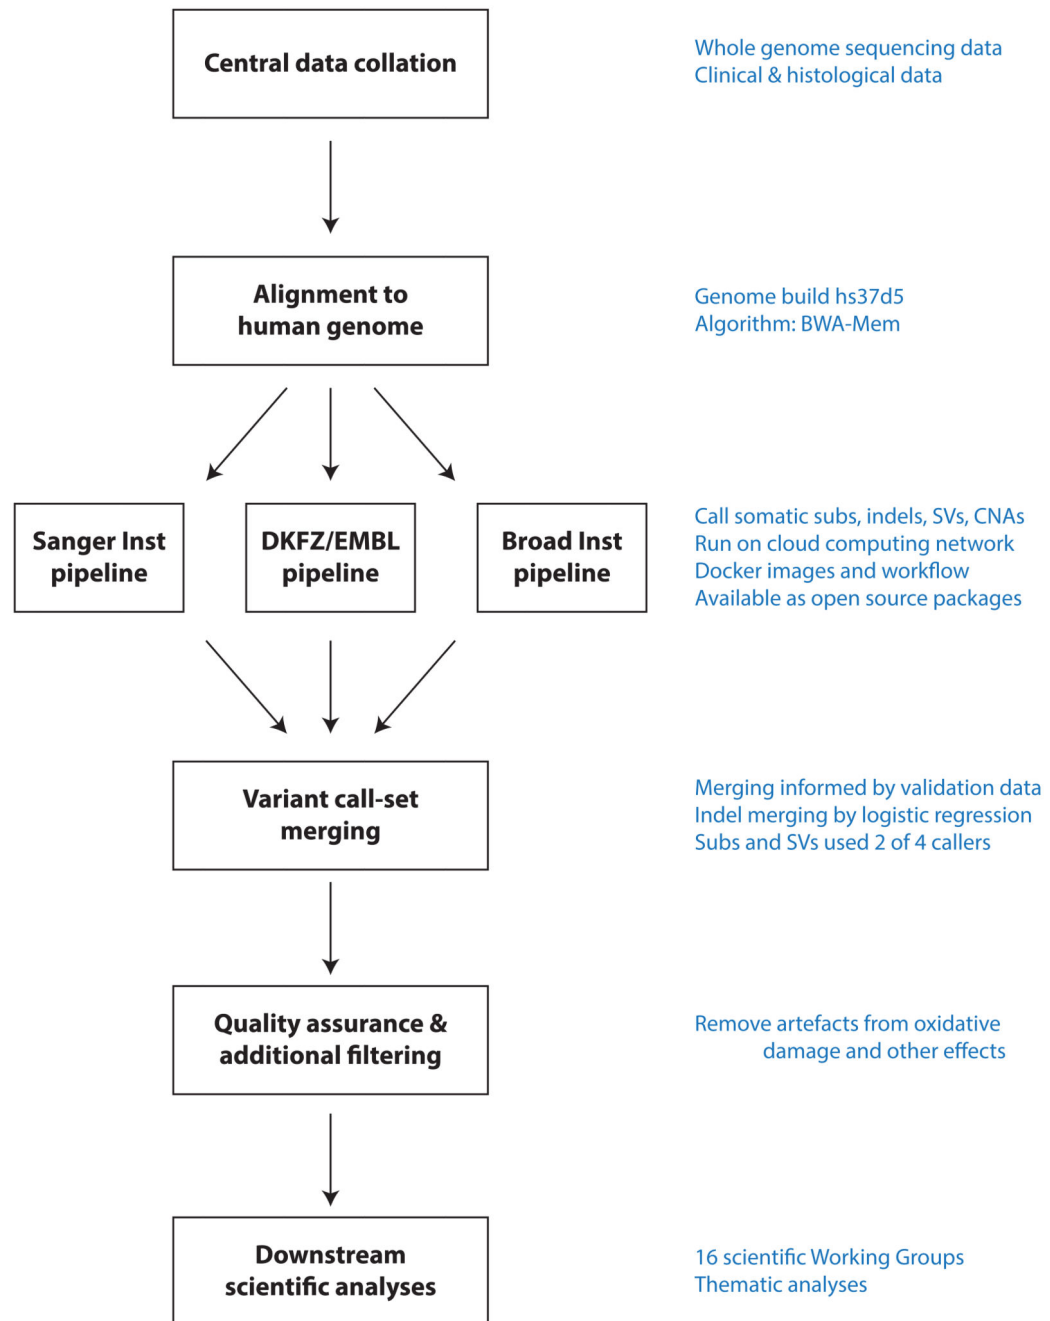 Central data collation
Whole genome sequencing data
Clinical & histological data
Alignment to
human genome
Genome build hs37d5
Algorithm: BWA-Mem
Sanger Inst
pipeline
DKFZ/EMBL
pipeline
Broad Inst
pipeline
Call somatic subs, indels, SVs, CNAs
Run on cloud computing network
Docker images and workflow
Available as open source packages
Variant call-set
merging
Merging informed by validation data
Indel merging by logistic regression
Subs and SVs used 2 of 4 callers
Quality assurance &
additional filtering
Remove artefacts from oxidative
damage and other effects
Downstream
scientific analyses
16 scientific Working Groups
Thematic analyses